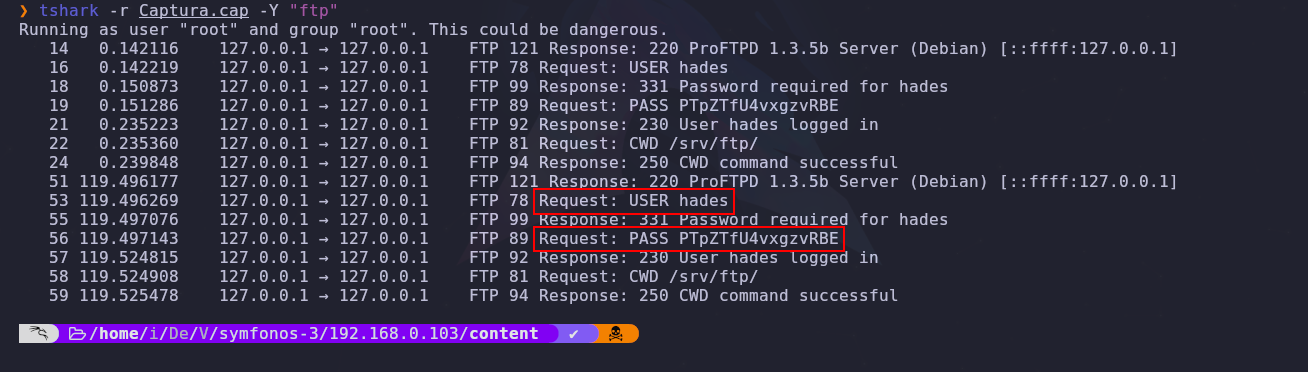 ❯ tshark -r Captura.cap -Y "ftp"
Running as user "root" and group "root". This could be dangerous.
14 0.142116 127.0.0.1 → 127.0.0.1 FTP 121 Response: 220 ProFTPD 1.3.5b Server (Debian) [::ffff:127.0.0.1]
16 0.142219 127.0.0.1 → 127.0.0.1 FTP 78 Request: USER hades
18 0.150873 127.0.0.1 → 127.0.0.1 FTP 99 Response: 331 Password required for hades
19 0.151286 127.0.0.1 → 127.0.0.1 FTP 89 Request: PASS PTpZTfU4vxgzvRBE
21 0.235223 127.0.0.1 → 127.0.0.1 FTP 92 Response: 230 User hades logged in
22 0.235360 127.0.0.1 → 127.0.0.1 FTP 81 Request: CWD /srv/ftp/
24 0.239848 127.0.0.1 → 127.0.0.1 FTP 94 Response: 250 CWD command successful
51 119.496177 127.0.0.1 → 127.0.0.1 FTP 121 Response: 220 ProFTPD 1.3.5b Server (Debian) [::ffff:127.0.0.1]
53 119.496269 127.0.0.1 → 127.0.0.1 FTP 78 Request: USER hades
55 119.497076 127.0.0.1 → 127.0.0.1 FTP 99 Response: 331 Password required for hades
56 119.497143 127.0.0.1 → 127.0.0.1 FTP 89 Request: PASS PTpZTfU4vxgzvRBE
57 119.524815 127.0.0.1 → 127.0.0.1 FTP 92 Response: 230 User hades logged in
58 119.524908 127.0.0.1 → 127.0.0.1 FTP 81 Request: CWD /srv/ftp/
59 119.525478 127.0.0.1 → 127.0.0.1 FTP 94 Response: 250 CWD command successful
/home/i/De/V/symfonos-3/192.168.0.103/content ✔